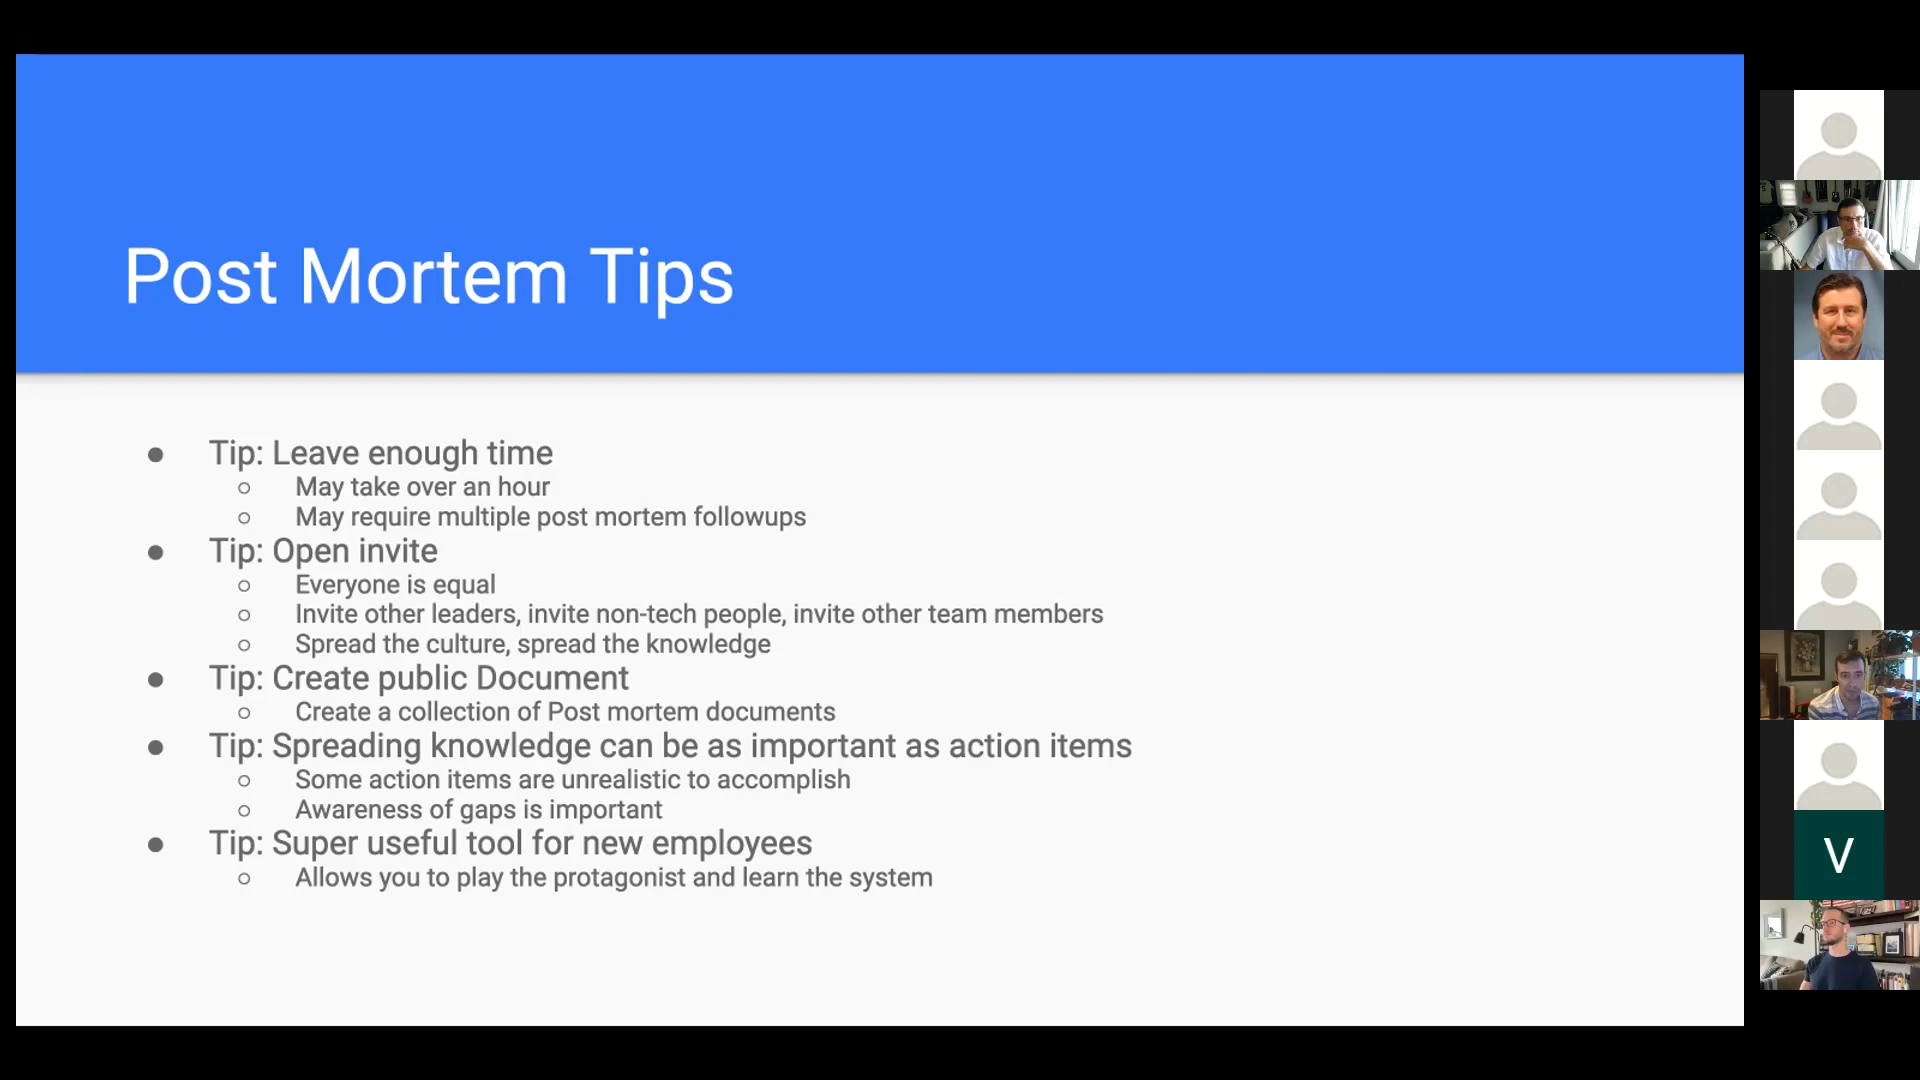 Post Mortem Tips
● Tip: Leave enough time
○ May take over an hour
○ May require multiple post mortem followups
● Tip: Open invite
○ Everyone is equal
○ Invite other leaders, invite non-tech people, invite other team members
○ Spread the culture, spread the knowledge
● Tip: Create public Document
○ Create a collection of Post mortem documents
● Tip: Spreading knowledge can be as important as action items
○ Some action items are unrealistic to accomplish
○ Awareness of gaps is important
● Tip: Super useful tool for new employees
○ Allows you to play the protagonist and learn the system
V